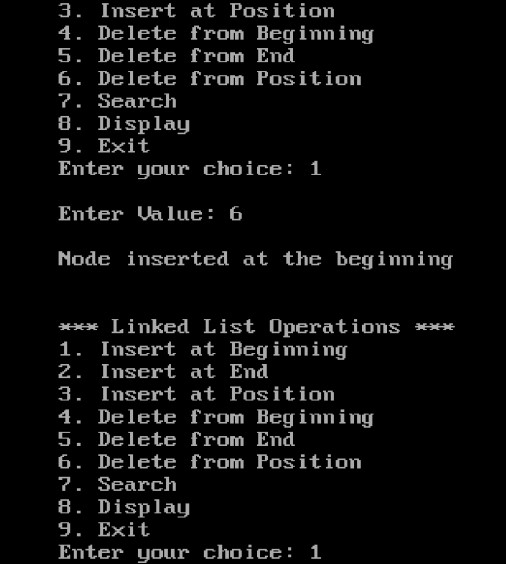 3. Insert at Position
4. Delete from Beginning
5. Delete from End
6. Delete from Position
7. Search
8. Display
9. Exit
Enter your choice: 1
Enter Value: 6
Node inserted at the beginning
*** Linked List Operations ***
1. Insert at Beginning
2. Insert at End
3. Insert at Position
4. Delete from Beginning
5. Delete from End
6. Delete from Position
7. Search
8. Display
9. Exit
Enter your choice: 1